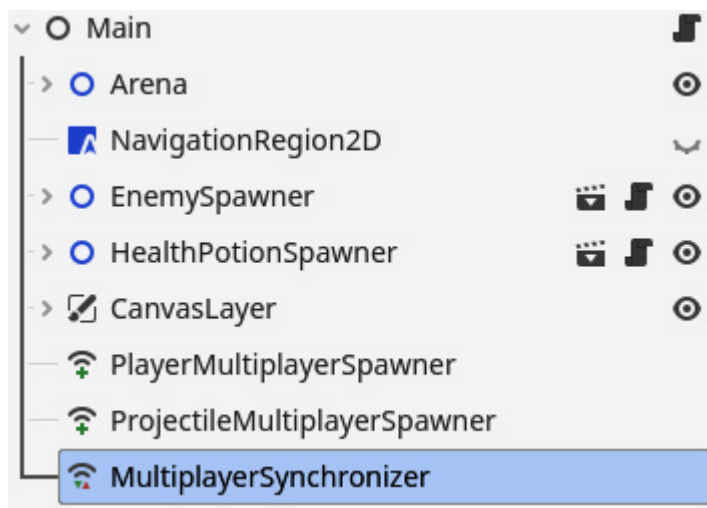 Main
Arena
NavigationRegion2D
EnemySpawner
HealthPotionSpawner
CanvasLayer
PlayerMultiplayerSpawner
ProjectileMultiplayerSpawner
MultiplayerSynchronizer